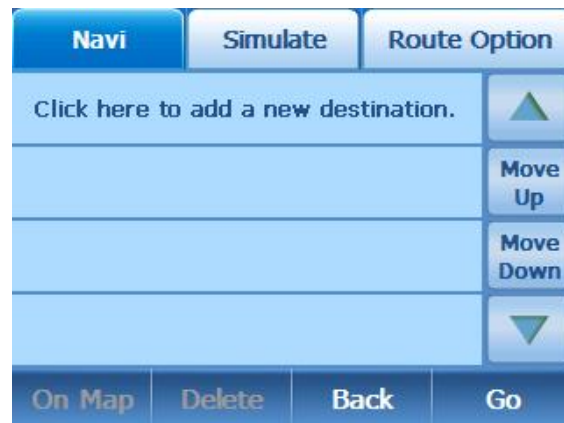 Navi Simulate Route Option
Click here to add a new destination.
Move
Up
Move
Down
On Map Delete Back Go